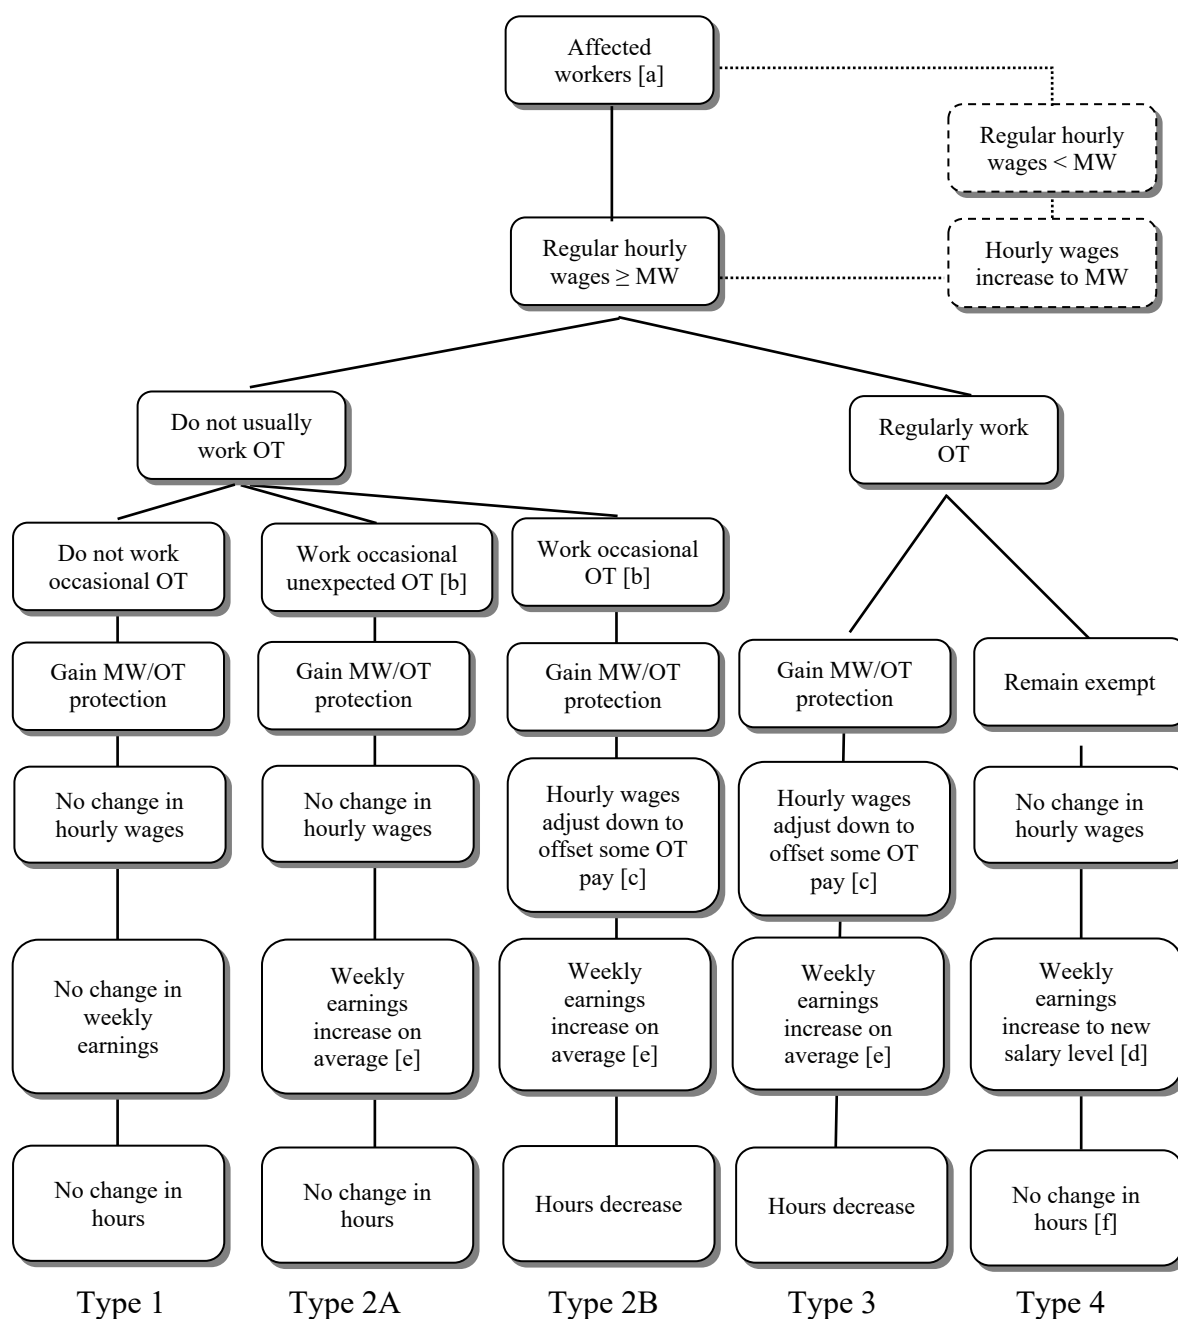 Affected
workers [a]
Regular hourly
wages < MW
Regular hourly
wages ≥ MW
Hourly wages
increase to MW
Do not usually
work OT
Regularly work
OT
Do not work
occasional OT
Work occasional
unexpected OT [b]
Work occasional
OT [b]
Gain MW/OT
protection
Gain MW/OT
protection
Gain MW/OT
protection
Gain MW/OT
protection
Remain exempt
No change in
hourly wages
No change in
hourly wages
Hourly wages
adjust down to
offset some OT
pay [c]
Hourly wages
adjust down to
offset some OT
pay [c]
No change in
hourly wages
No change in
weekly
earnings
Weekly
earnings
increase on
average [e]
Weekly
earnings
increase on
average [e]
Weekly
earnings
increase on
average [e]
Weekly
earnings
increase to new
salary level [d]
No change in
hours
No change in
hours
Hours decrease
Hours decrease
No change in
hours [f]
Type 1
Type 2A
Type 2B
Type 3
Type 4